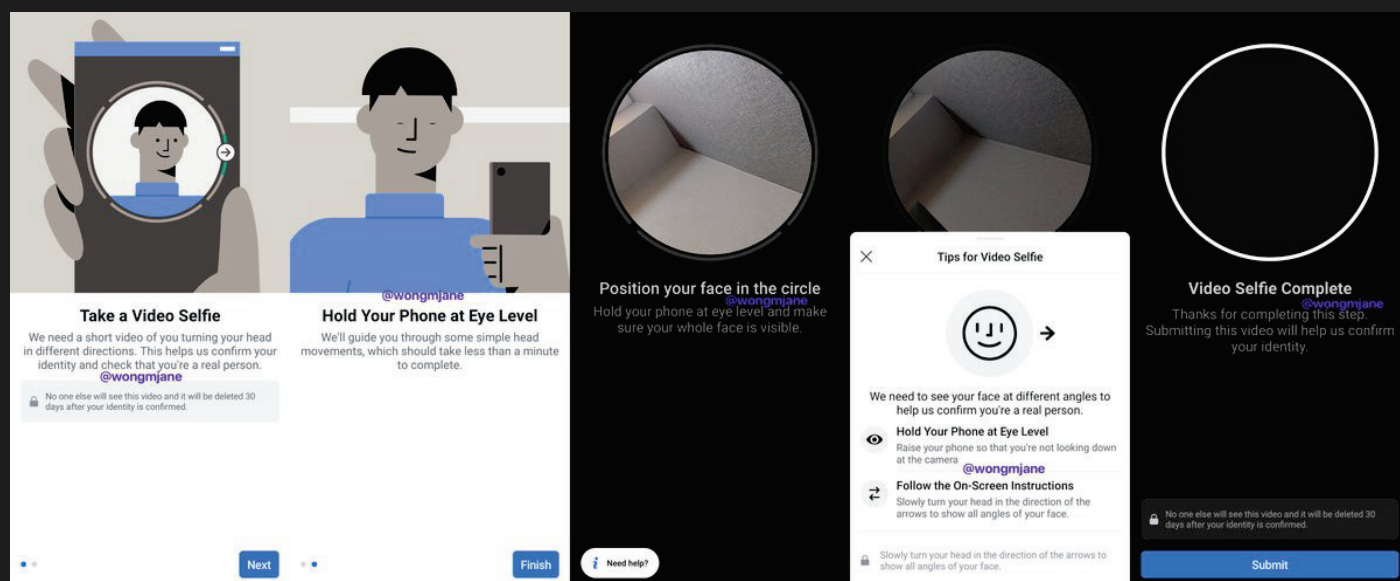 @wongmjane
Take a Video Selfie
We need a short video of you turning your head
in different directions. This helps us confirm your
identity and check that you're a real person.
@wongmjane
No one else will see this video and it will be deleted 30
days after your identity is confirmed.
Next
Hold Your Phone at Eye Level
We'll guide you through some simple head
movements, which should take less than a minute
to complete.
Finish
Position your face in the circle
@wongmjane
Hold your phone at eye level and make
sure your whole face is visible.
Need help?
Tips for Video Selfie
We need to see your face at different angles to
help us confirm you're a real person.
Hold Your Phone at Eye Level
Raise your phone so that you're not looking down
at the camera
@wongmjane
Follow the On-Screen Instructions
Slowly turn your head in the direction of the
arrows to show all angles of your face.
Slowly turn your head in the direction of the arrows to
show all angles of your face.
Video Selfie Complete
@wongmjane
Thanks for completing this step.
Submitting this video will help us confirm
your identity.
No one else will see this video and it will be deleted 30
days after your identity is confirmed.
Submit